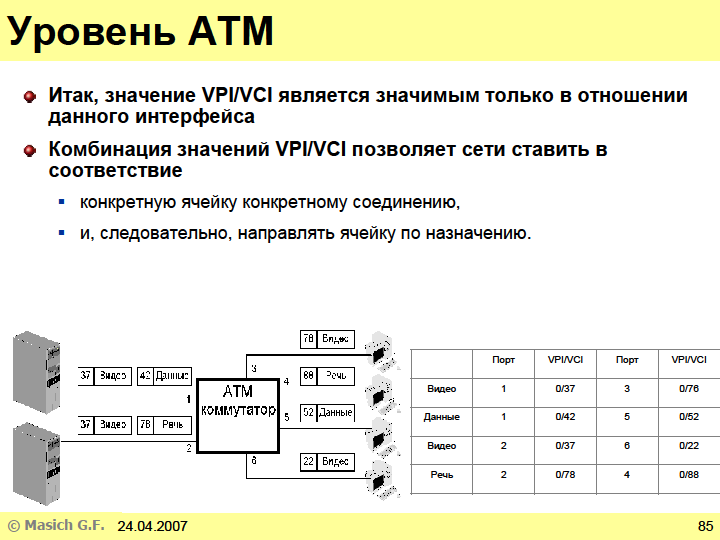 Уровень АТМ
Итак, значение VPI/VCI является значимым только в отношении
данного интерфейса
Комбинация значений VPI/VCI позволяет сети ставить в
соответствие
конкретную ячейку конкретному соединению,
и, следовательно, направлять ячейку по назначению.
37 Видео 42 Данные
1
37 Видео 78 Речь
2
АТМ
коммутатор
76 Видео
3
4
88 Речь
5
52 Данные
6
22 Видео
Порт VPI/VCI Порт VPI/VCI
Видео 1 0/37 3 0/76
Данные 1 0/42 5 0/52
Видео 2 0/37 6 0/22
Речь 2 0/78 4 0/88
© Masich G.F. 24.04.2007 85